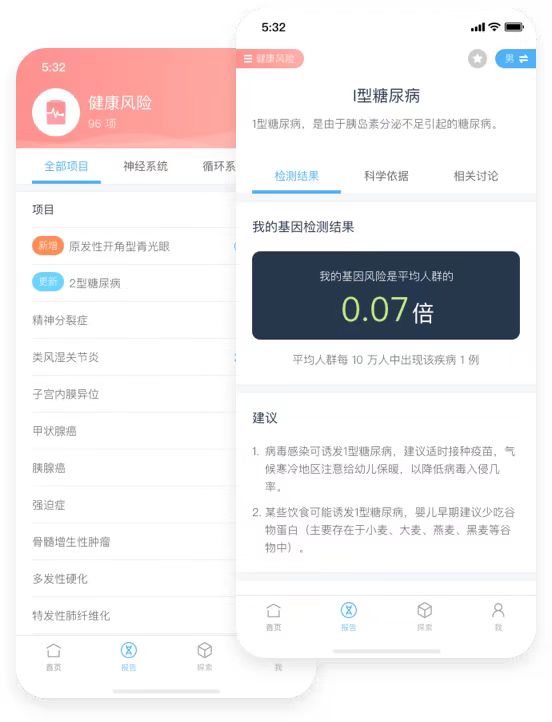 5:32
健康风险
96 项
全部项目
神经系统
循环系
项目
新增 原发性开角型青光眼
更新 2型糖尿病
精神分裂症
类风湿关节炎
子宫内膜异位
甲状腺癌
胰腺癌
强迫症
骨髓增生性肿瘤
多发性硬化
特发性肺纤维化
首页
报告
探索
我
5:32
健康风险
男
I型糖尿病
1型糖尿病，是由于胰岛素分泌不足引起的糖尿病。
检测结果
科学依据
相关讨论
我的基因检测结果
我的基因风险是平均人群的
0.07 倍
平均人群每 10 万人中出现该疾病 1 例
建议
1. 病毒感染可诱发1型糖尿病，建议适时接种疫苗，气
候寒冷地区注意给幼儿保暖，以降低病毒入侵几
率。
2. 某些饮食可能诱发1型糖尿病，婴儿早期建议少吃谷
物蛋白（主要存在于小麦、大麦、燕麦、黑麦等谷
物中）。
首页
报告
探索
我